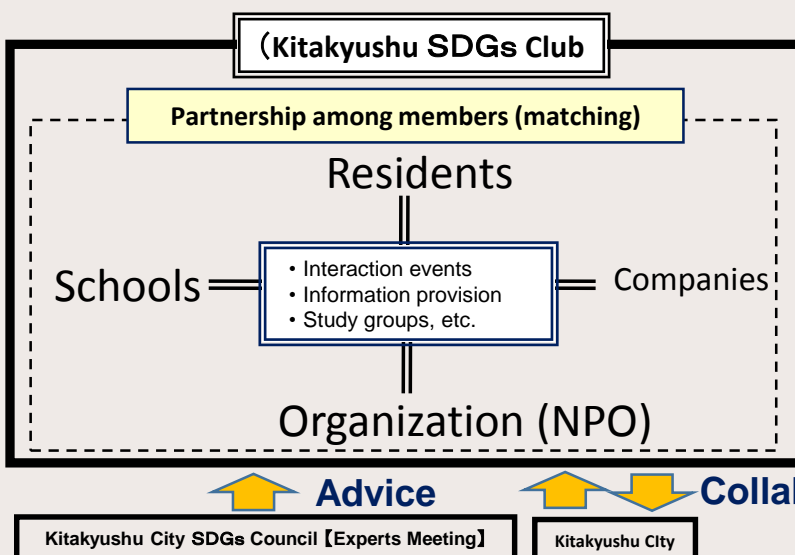 （Kitakyushu SDGs Club
Partnership among members (matching)
Residents
Schools
• Interaction events
• Information provision
• Study groups, etc.
Companies
Organization (NPO)
Advice
Collab
Kitakyushu City SDGs Council【Experts Meeting】
Kitakyushu CIty